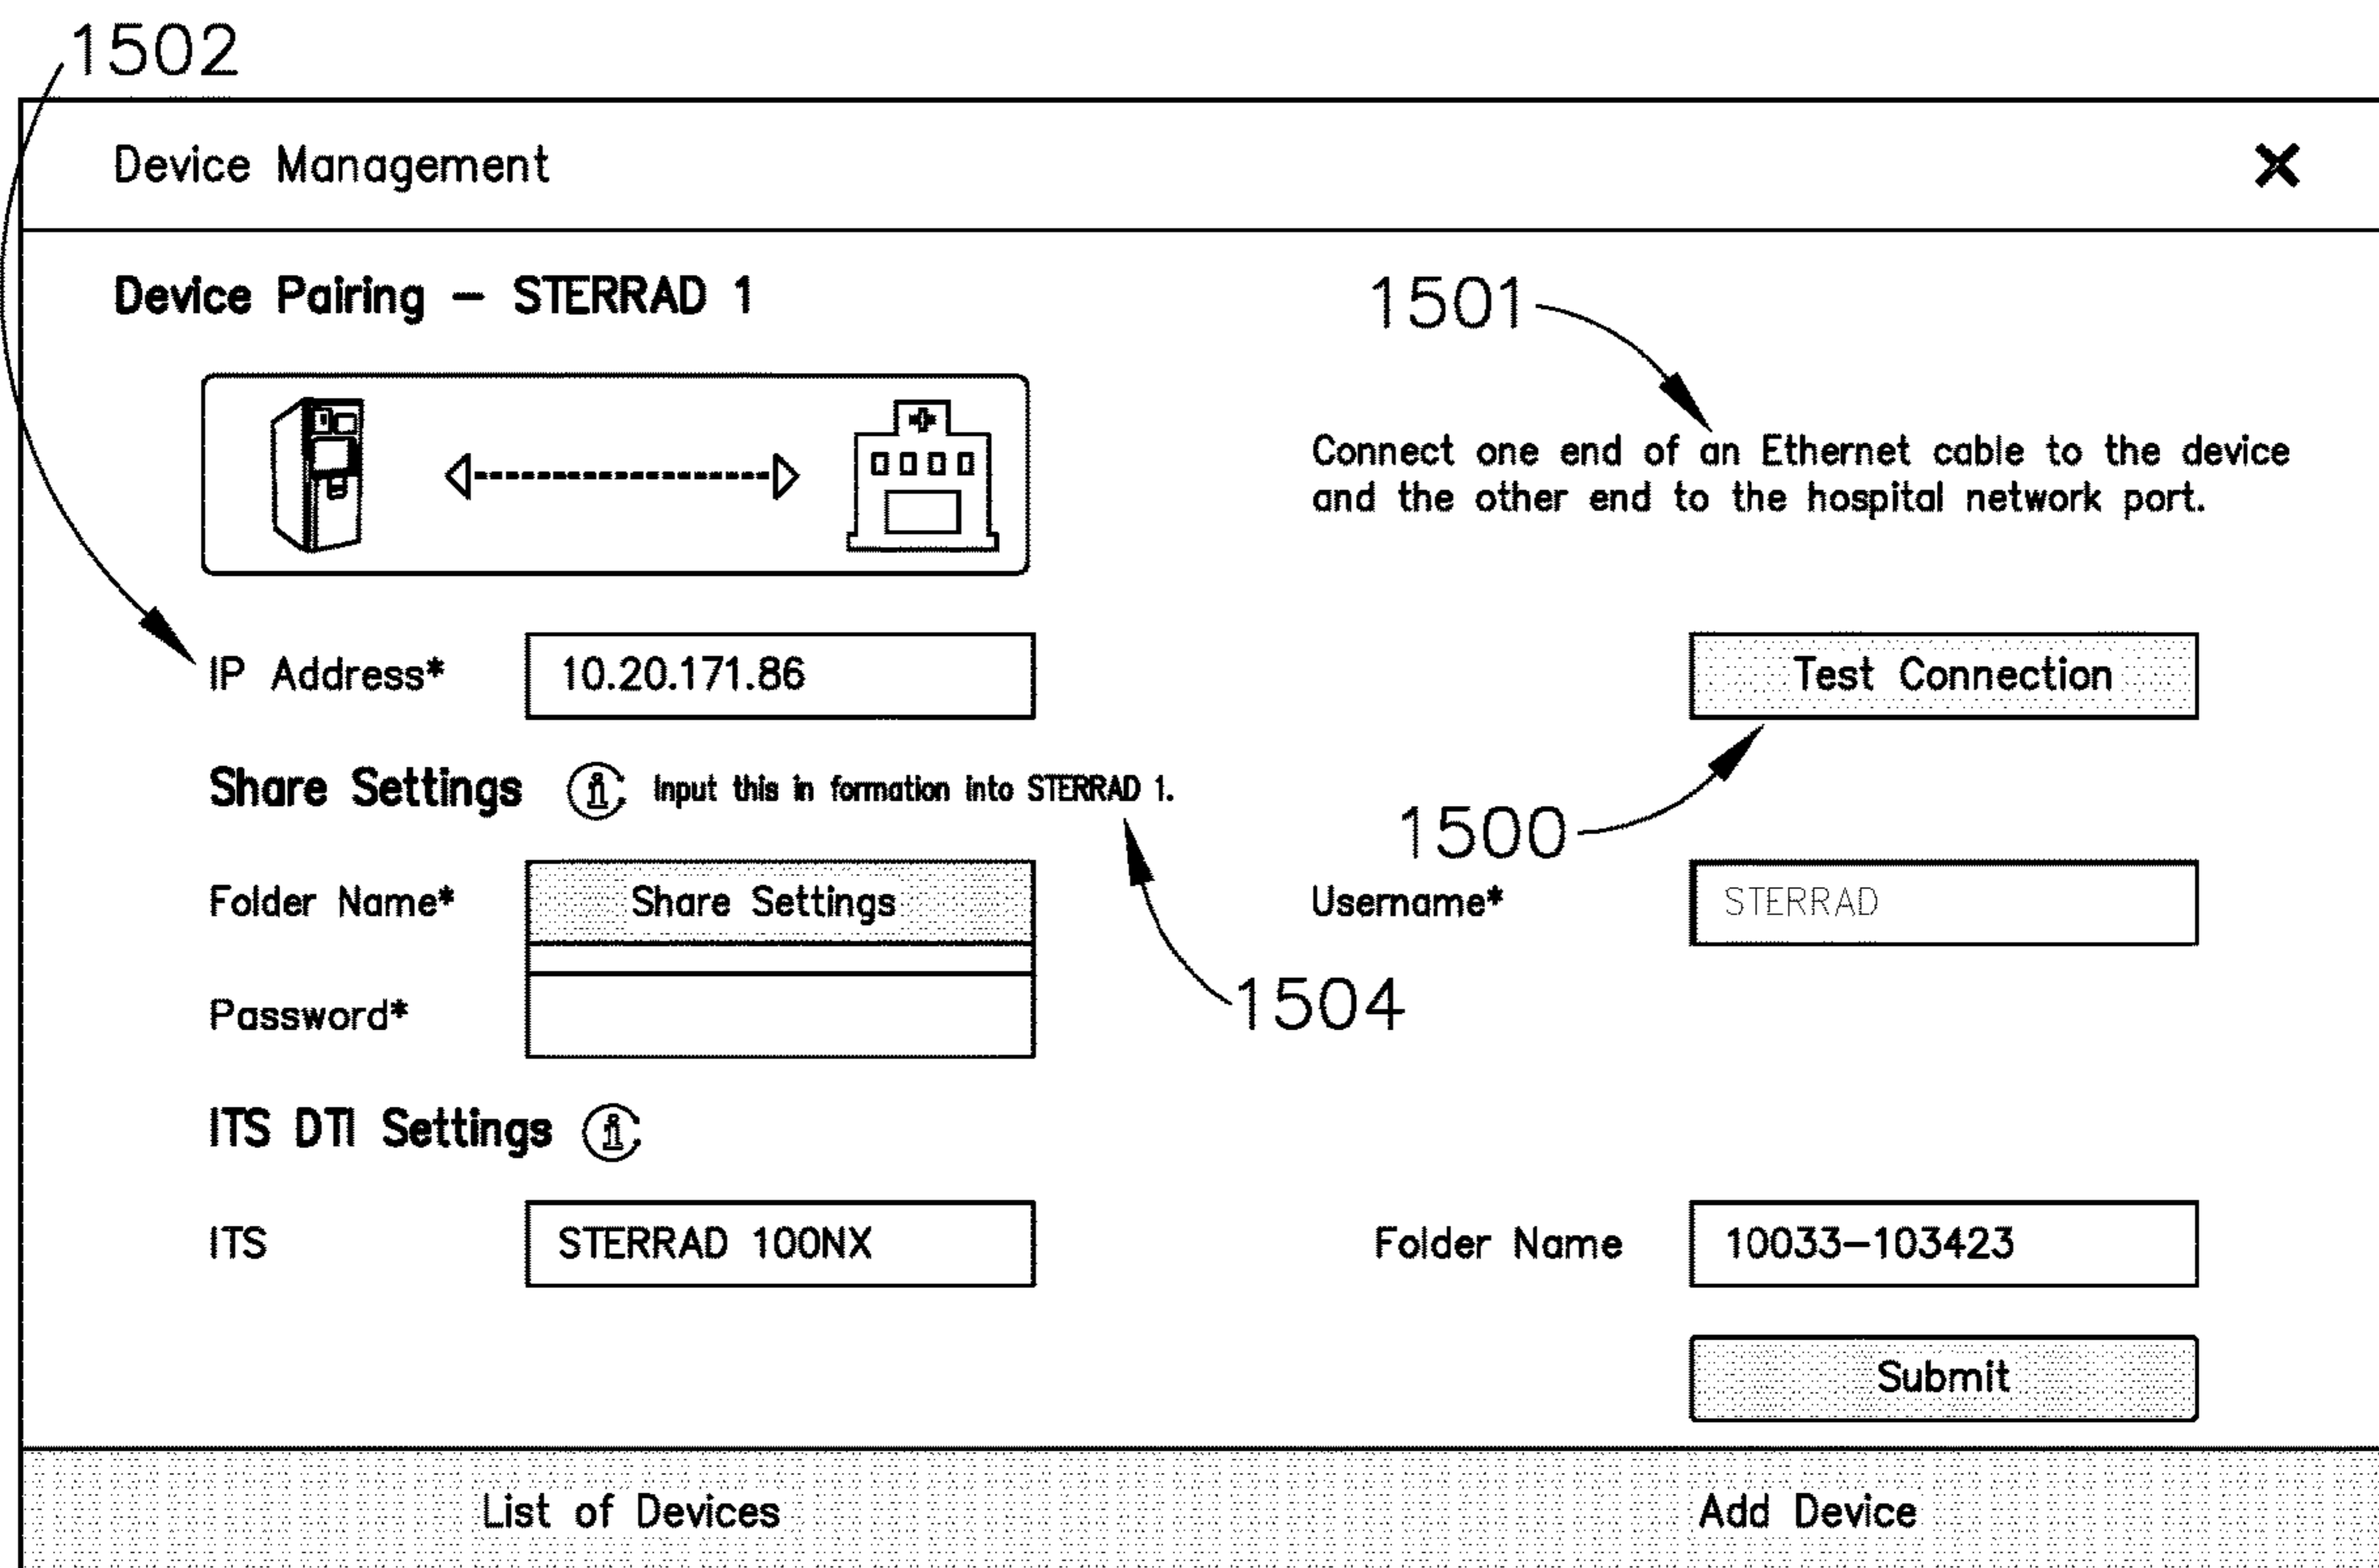 1502
Device Management
Device Pairing – STERRAD 1
1501
Connect one end of an Ethernet cable to the device
and the other end to the hospital network port.
IP Address* 10.20.171.86 Test Connection
Share Settings i Input this in formation into STERRAD 1.
1500
Folder Name* Share Settings Username* STERRAD
1504
Password*
ITS DTI Settings i
ITS STERRAD 100NX Folder Name 10033–103423
Submit
List of Devices Add Device